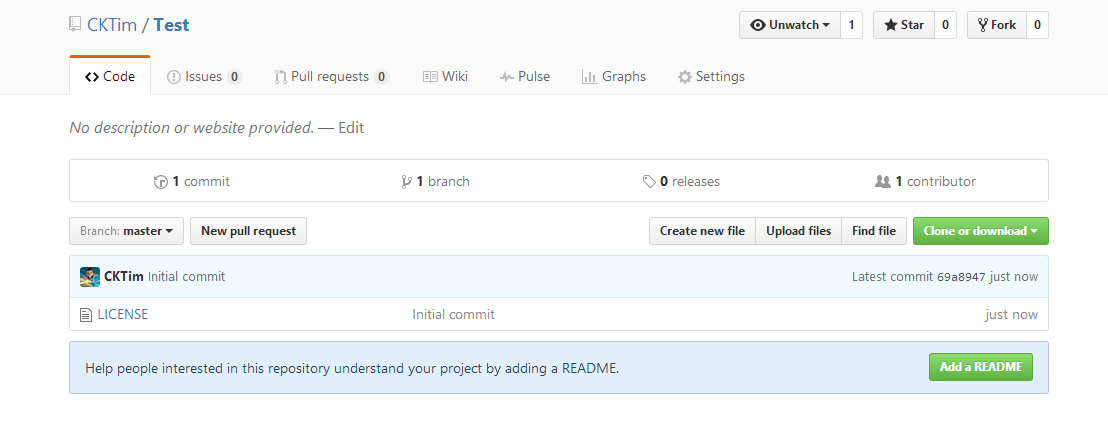 CKTim / Test Unwatch 1 Star 0 Fork 0
Code Issues 0 Pull requests 0 Wiki Pulse Graphs Settings
No description or website provided. — Edit
1 commit 1 branch 0 releases 1 contributor
Branch: master New pull request Create new file Upload files Find file Clone or download
CKTim Initial commit Latest commit 69a8947 just now
LICENSE Initial commit just now
Help people interested in this repository understand your project by adding a README. Add a README